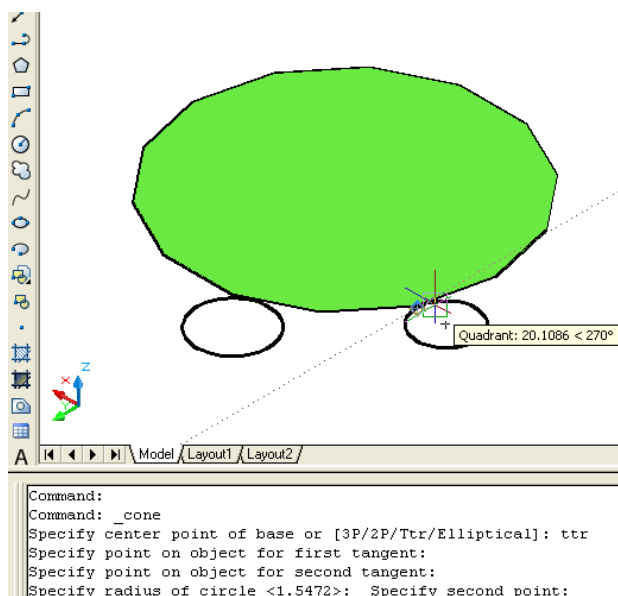 Quadrant: 20.1086 < 270°
Z
X
Y
A
Model Layout1 Layout2
Command:
Command: _cone
Specify center point of base or [3P/2P/Ttr/Elliptical]: ttr
Specify point on object for first tangent:
Specify point on object for second tangent:
Specify radius of circle <1.5472>: Specify second point: